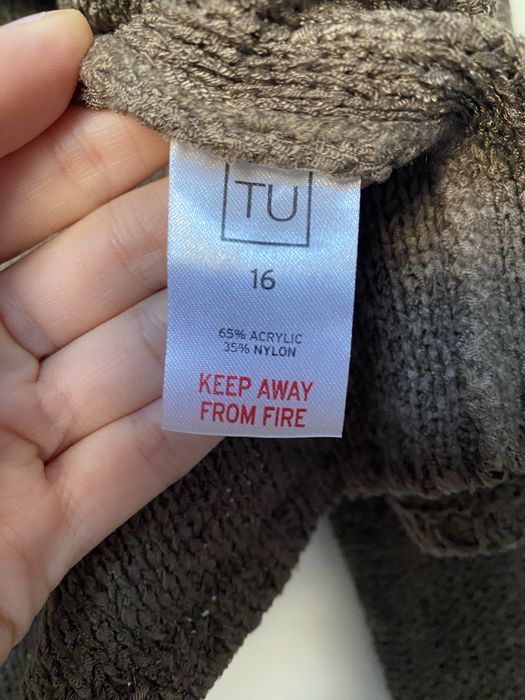 TU
16
65% ACRYLIC
35% NYLON
KEEP AWAY
FROM FIRE